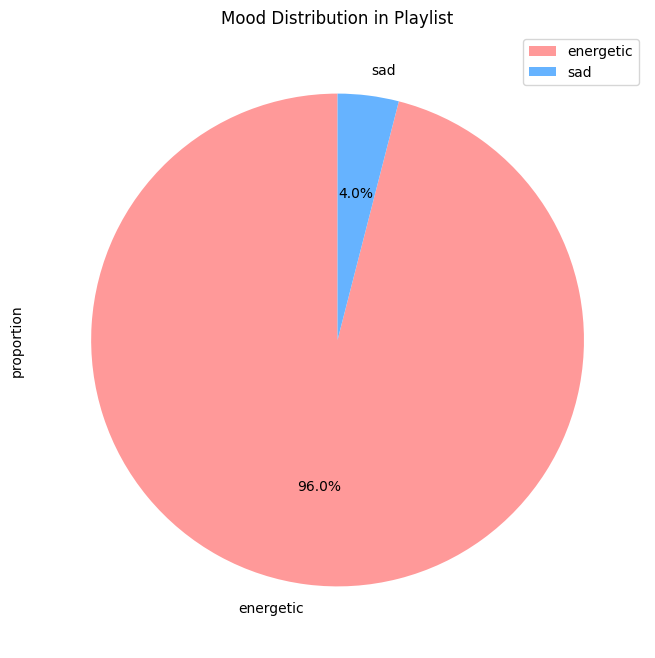 Mood Distribution in Playlist
energetic
sad
sad
4.0%
proportion
96.0%
energetic